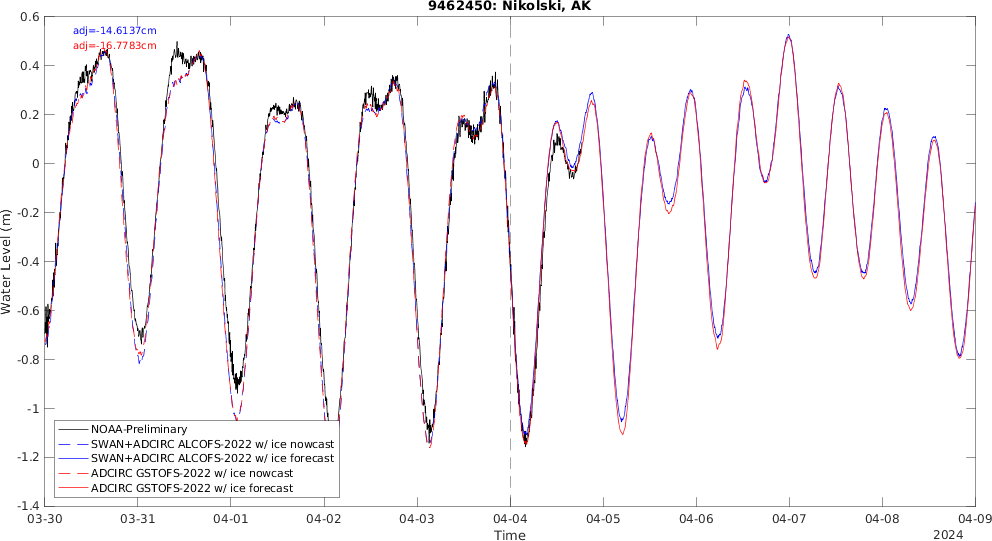 9462450: Nikolski, AK
adj=-14.6137cm
adj=-16.7783cm
0.6
0.4
0.2
0
-0.2
-0.4
-0.6
-0.8
-1
-1.2
-1.4
Water Level (m)
NOAA-Preliminary
SWAN+ADCIRC ALCOFS-2022 w/ ice nowcast
SWAN+ADCIRC ALCOFS-2022 w/ ice forecast
ADCIRC GSTOFS-2022 w/ ice nowcast
ADCIRC GSTOFS-2022 w/ ice forecast
03-30 03-31 04-01 04-02 04-03 04-04 04-05 04-06 04-07 04-08 04-09
Time
2024